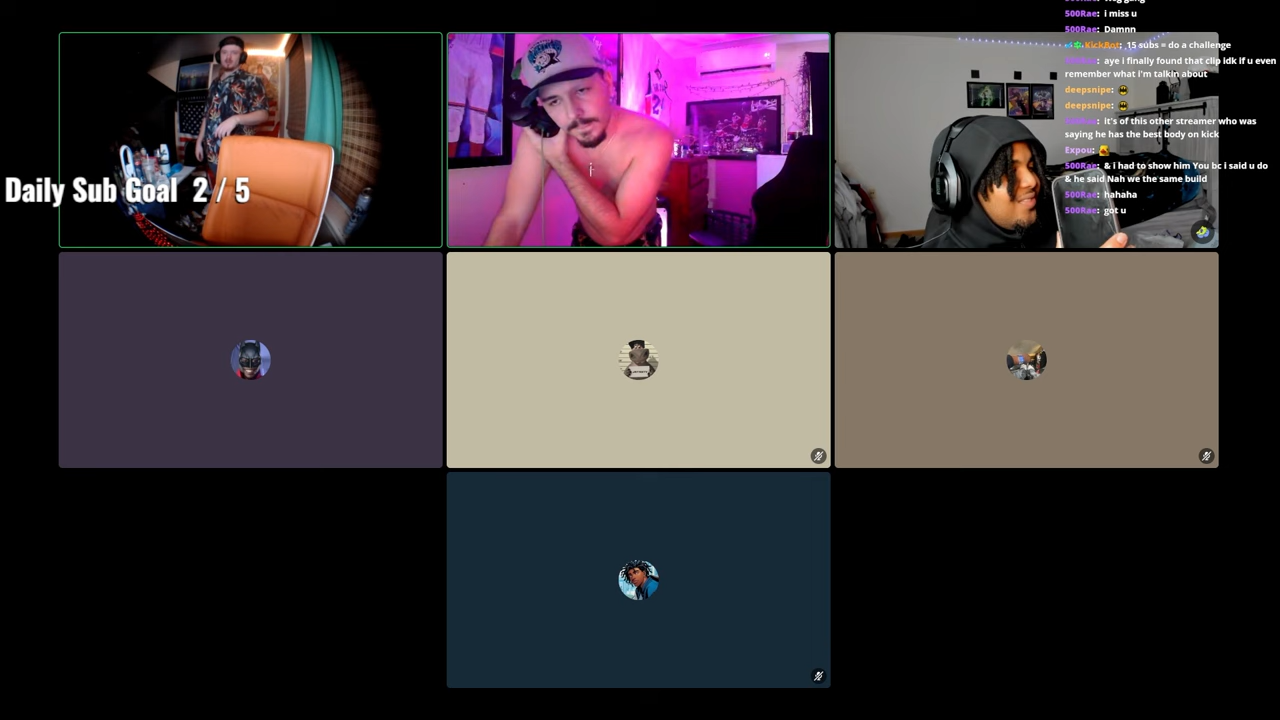 500Rae: i miss u
500Rae: Damnn
KickBot: 15 subs = do a challenge
aye i finally found that clip idk if u even
remember what I'm talkin about
deepsnipe:
deepsnipe:
it's of this other streamer who was
saying he has the best body on kick
Expou:
500Rae: & i had to show him You bc i said u do
& he said Nah we the same build
500Rae: hahaha
500Rae: got u
Daily Sub Goal 2 / 5